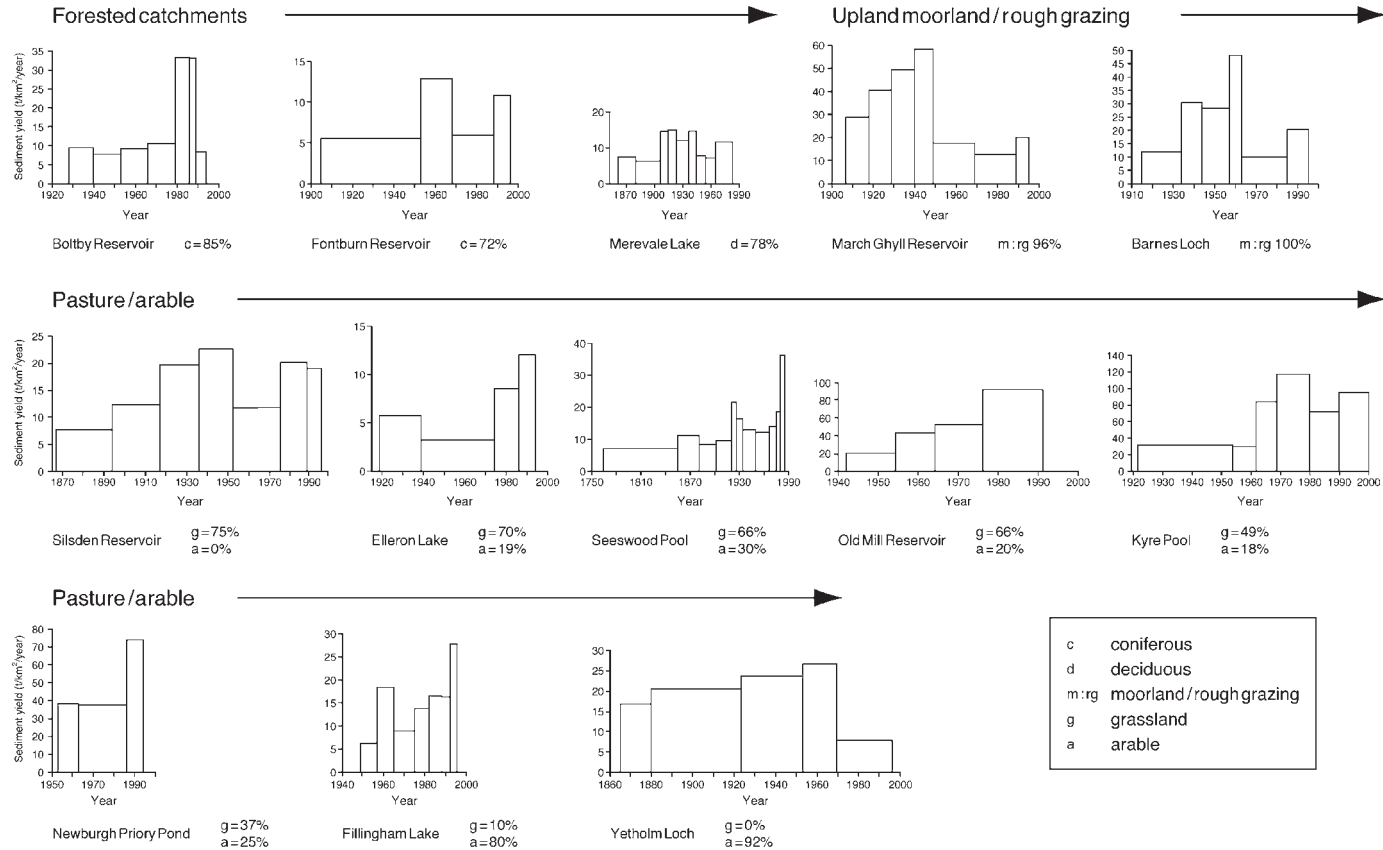 Forested catchments
Upland moorland/rough grazing
Sediment yield (t/km²/year)
35
30
25
20
15
10
5
0
1920 1940 1960 1980 2000
Year
Boltby Reservoir c=85%
15
10
5
0
1900 1920 1940 1960 1980 2000
Year
Fontburn Reservoir c=72%
20
10
0
1870 1900 1930 1960 1990
Year
Merevale Lake d=78%
60
50
40
30
20
10
0
1900 1920 1940 1960 1980 2000
Year
March Ghyll Reservoir m:rg 96%
50
45
40
35
30
25
20
15
10
5
0
1910 1930 1950 1970 1990
Year
Barnes Loch m:rg 100%
Pasture/arable
Sediment yield (t/km²/year)
25
20
15
10
5
0
1870 1890 1910 1930 1950 1970 1990
Year
Silsden Reservoir g=75%
a=0%
15
10
5
0
1920 1940 1960 1980 2000
Year
Elleron Lake g=70%
a=19%
40
30
20
10
0
1750 1810 1870 1930 1990
Year
Seeswood Pool g=66%
a=30%
100
80
60
40
20
0
1940 1950 1960 1970 1980 1990 2000
Year
Old Mill Reservoir g=66%
a=20%
140
120
100
80
60
40
20
0
1920 1930 1940 1950 1960 1970 1980 1990 2000
Year
Kyre Pool g=49%
a=18%
Pasture/arable
Sediment yield (t/km²/year)
80
70
60
50
40
30
20
10
0
1950 1970 1990
Year
Newburgh Priory Pond g=37%
a=25%
30
25
20
15
10
5
0
1940 1960 1980 2000
Year
Fillingham Lake g=10%
a=80%
30
25
20
15
10
5
0
1860 1880 1900 1920 1940 1960 1980 2000
Year
Yetholm Loch g=0%
a=92%
c coniferous
d deciduous
m:rg moorland/rough grazing
g grassland
a arable